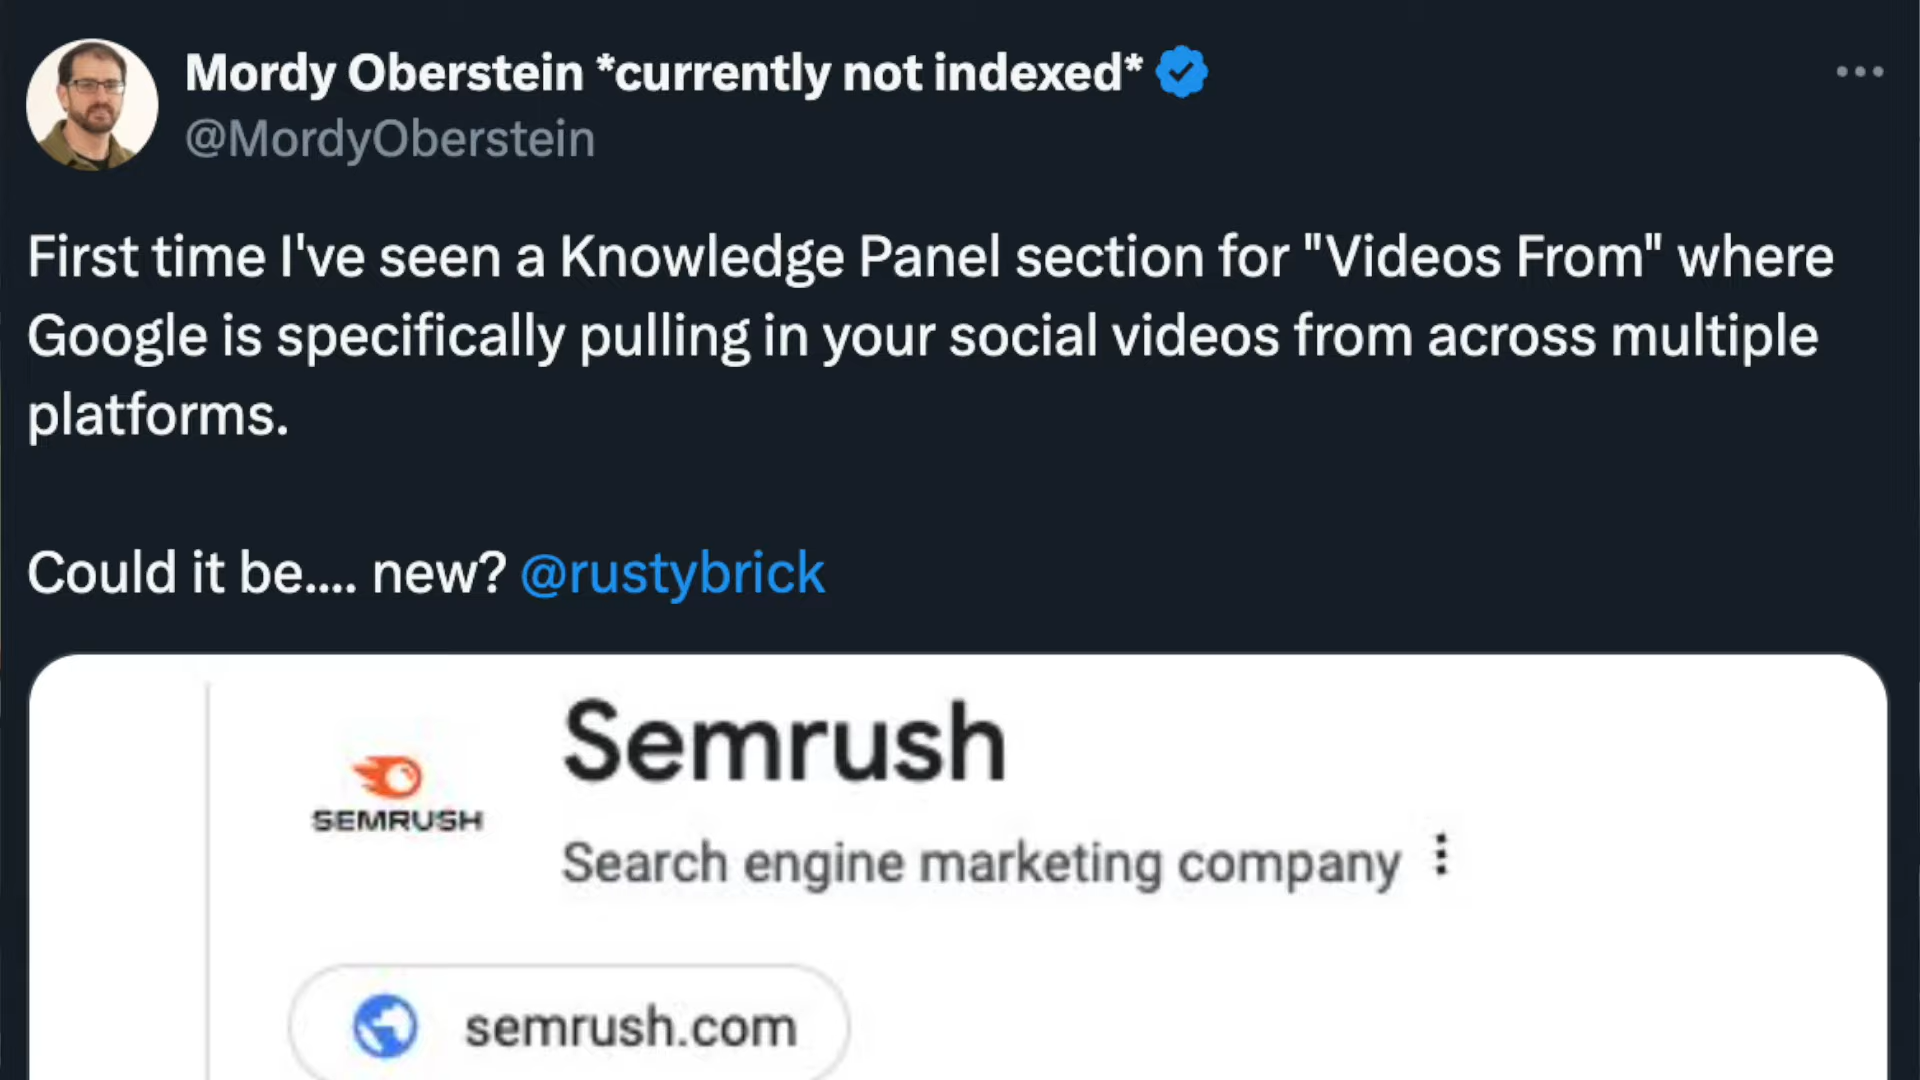 Mordy Oberstein *currently not indexed*
@MordyOberstein
First time I've seen a Knowledge Panel section for "Videos From" where
Google is specifically pulling in your social videos from across multiple
platforms.
Could it be.... new? @rustybrick
Semrush
SEMRUSH
Search engine marketing company
semrush.com